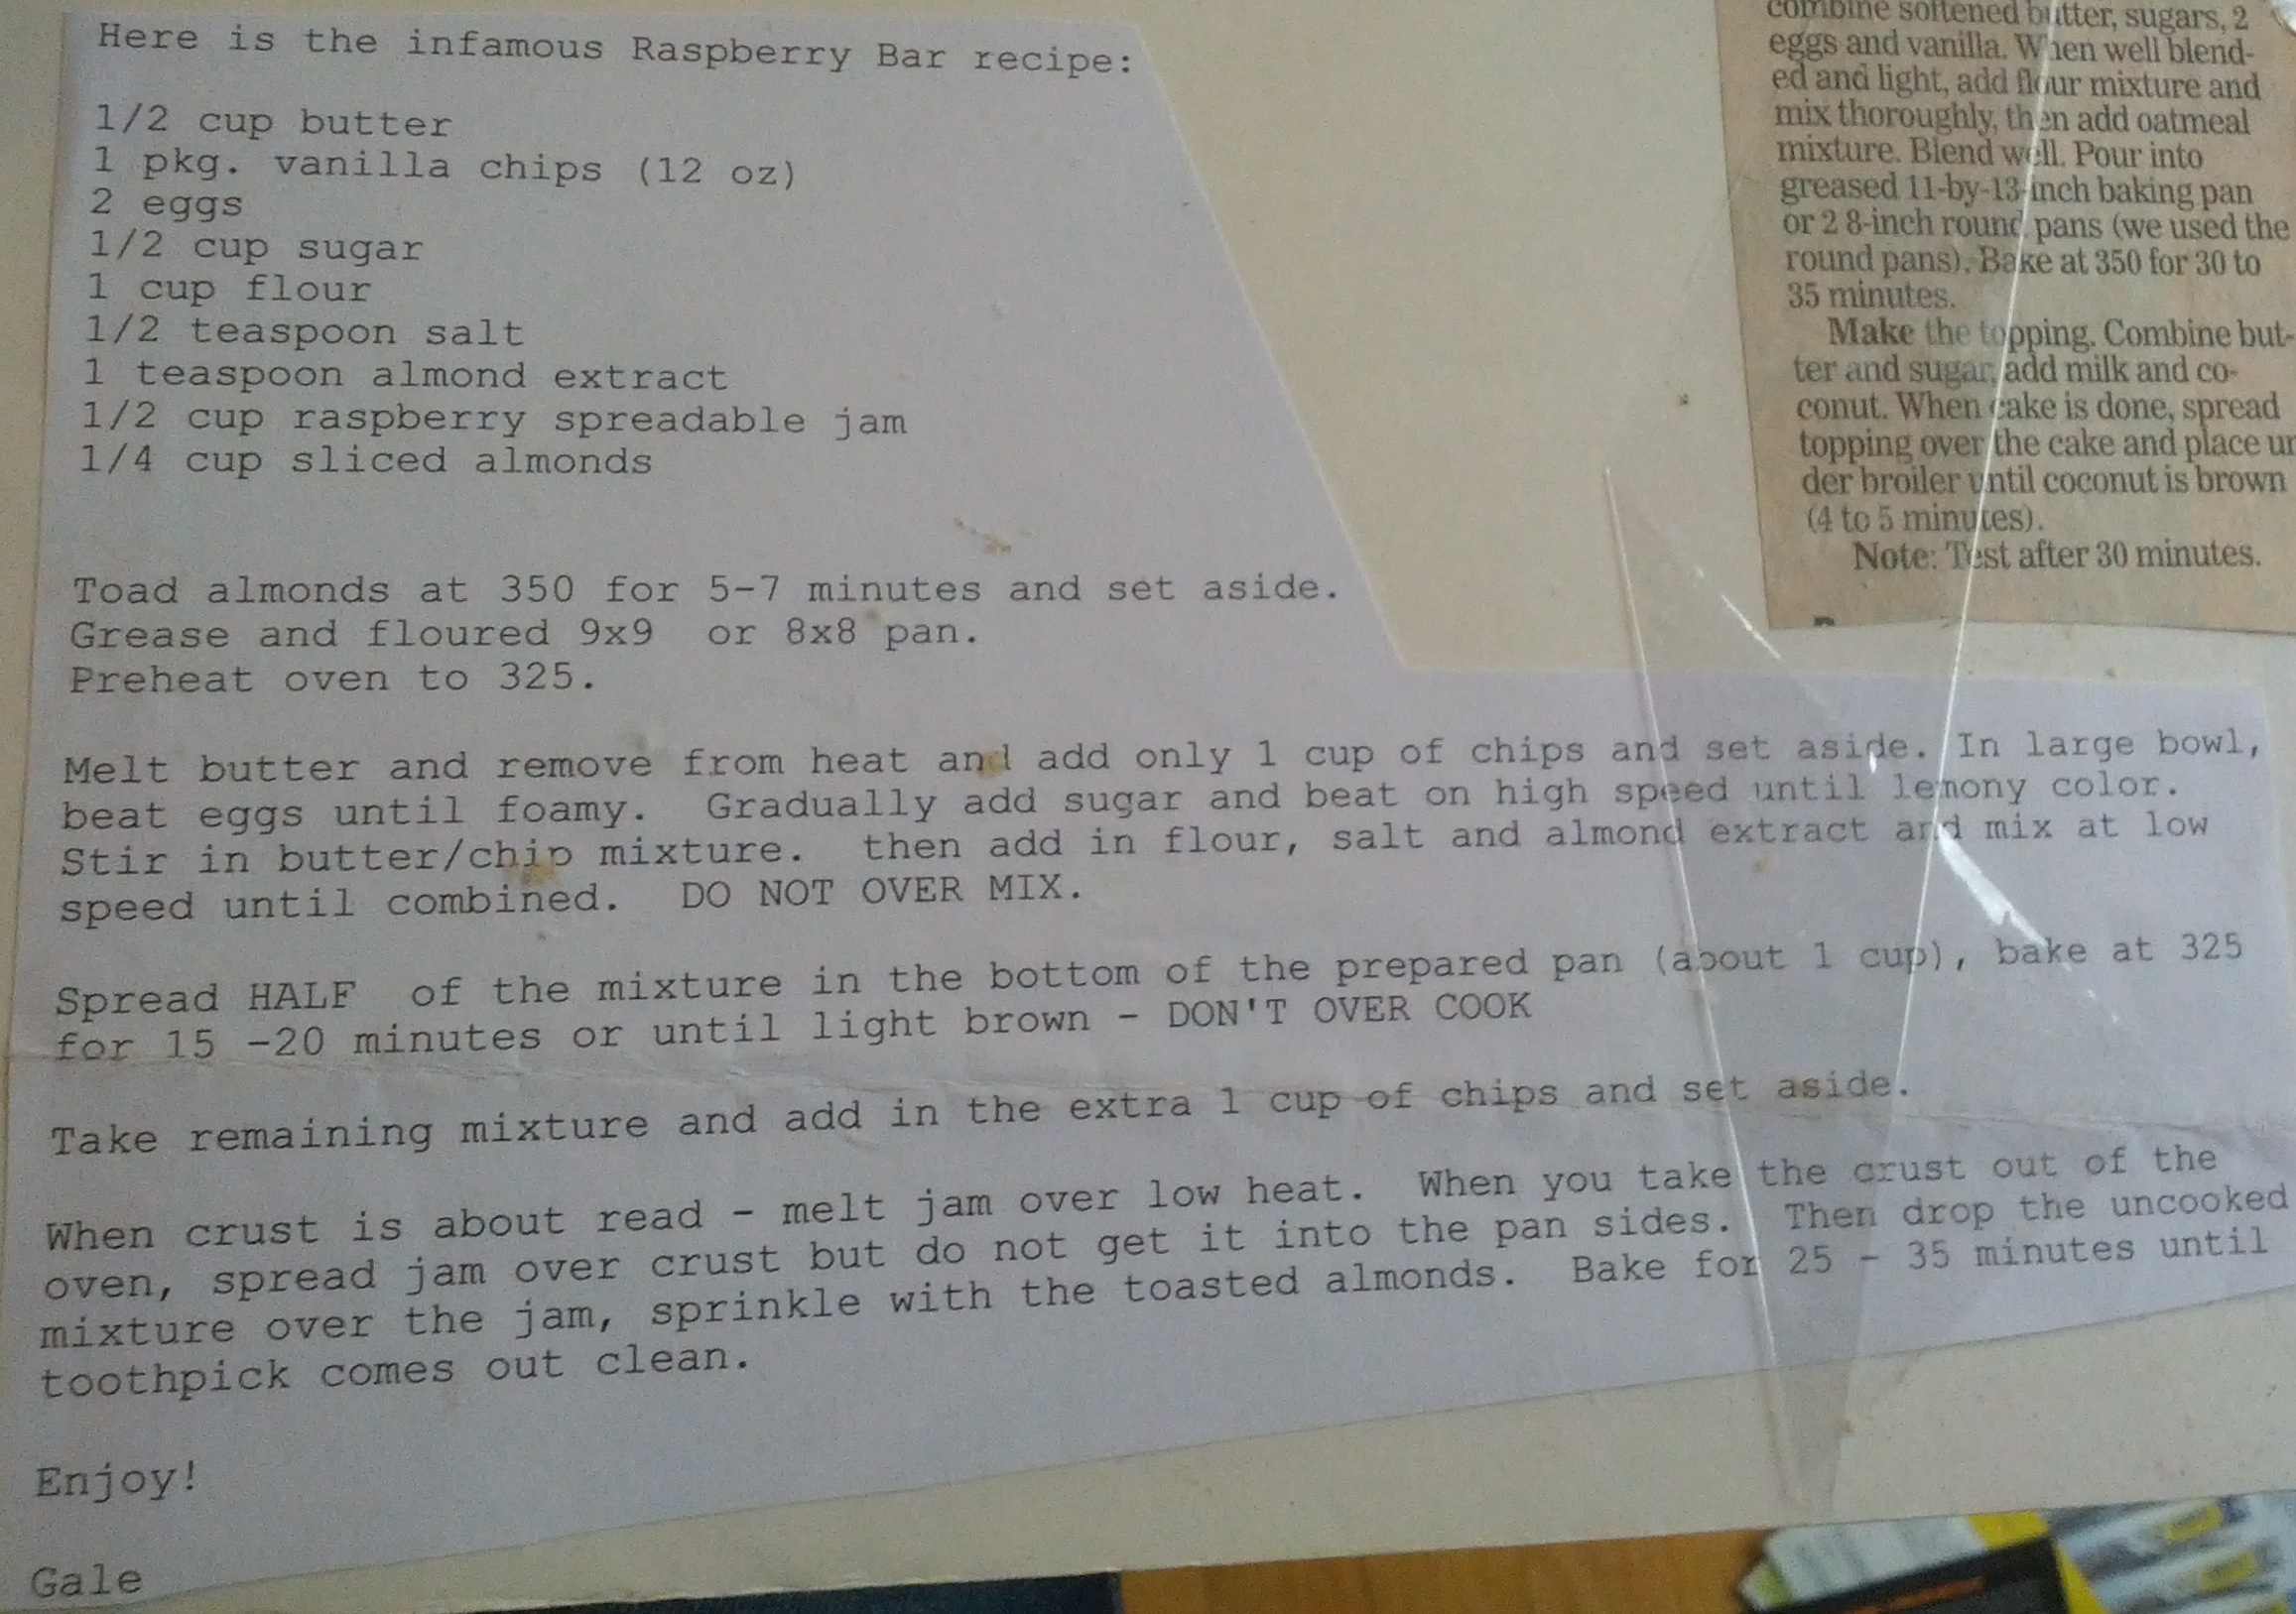 Here is the infamous Raspberry Bar recipe:
1/2 cup butter
1 pkg. vanilla chips (12 oz)
2 eggs
1/2 cup sugar
1 cup flour
1/2 teaspoon salt
1 teaspoon almond extract
1/2 cup raspberry spreadable jam
1/4 cup sliced almonds
Toad almonds at 350 for 5-7 minutes and set aside.
Grease and floured 9x9 or 8x8 pan.
Preheat oven to 325.
Melt butter and remove from heat and add only 1 cup of chips and set aside. In large bowl,
beat eggs until foamy. Gradually add sugar and beat on high speed until lemony color.
Stir in butter/chip mixture. then add in flour, salt and almond extract and mix at low
speed until combined. DO NOT OVER MIX.
Spread HALF of the mixture in the bottom of the prepared pan (about 1 cup), bake at 325
for 15 -20 minutes or until light brown - DON'T OVER COOK
Take remaining mixture and add in the extra 1 cup of chips and set aside.
When crust is about read - melt jam over low heat. When you take the crust out of the
oven, spread jam over crust but do not get it into the pan sides. Then drop the uncooked
mixture over the jam, sprinkle with the toasted almonds. Bake for 25 - 35 minutes until
toothpick comes out clean.
Enjoy!
Gale
combine softened butter, sugars, 2
eggs and vanilla. When well blend-
ed and light, add flour mixture and
mix thoroughly, then add oatmeal
mixture. Blend well. Pour into
greased 11-by-13-inch baking pan
or 2 8-inch round pans (we used the
round pans). Bake at 350 for 30 to
35 minutes.
Make the topping. Combine but-
ter and sugar, add milk and co-
conut. When cake is done, spread
topping over the cake and place un
der broiler until coconut is brown
(4 to 5 minutes).
Note: Test after 30 minutes.